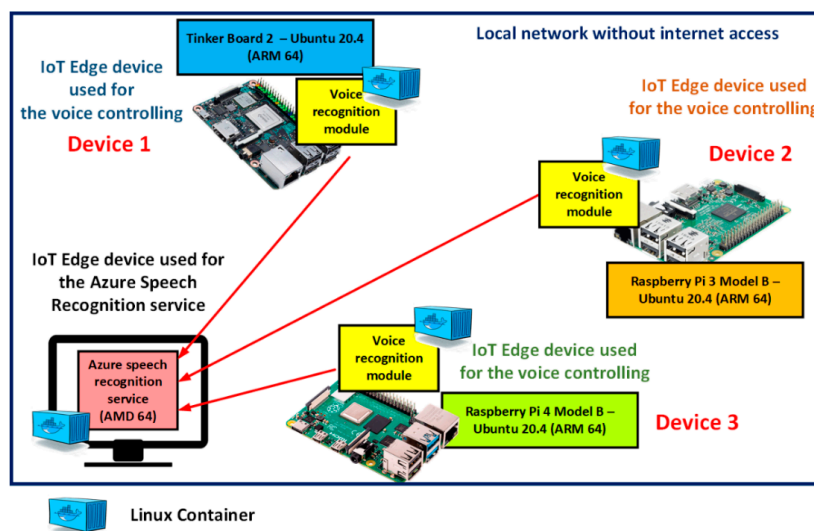 Tinker Board 2 – Ubuntu 20.4
(ARM 64)
Local network without internet access
IoT Edge device
used for
the voice controlling
Device 1
Voice
recognition
module
IoT Edge device used
for the voice controlling
Device 2
Voice
recognition
module
Raspberry Pi 3 Model B –
Ubuntu 20.4 (ARM 64)
IoT Edge device used for
the Azure Speech
Recognition service
Azure speech
recognition
service
(AMD 64)
Voice
recognition
module
IoT Edge device used
for the voice controlling
Raspberry Pi 4 Model B –
Ubuntu 20.4 (ARM 64)
Device 3
Linux Container